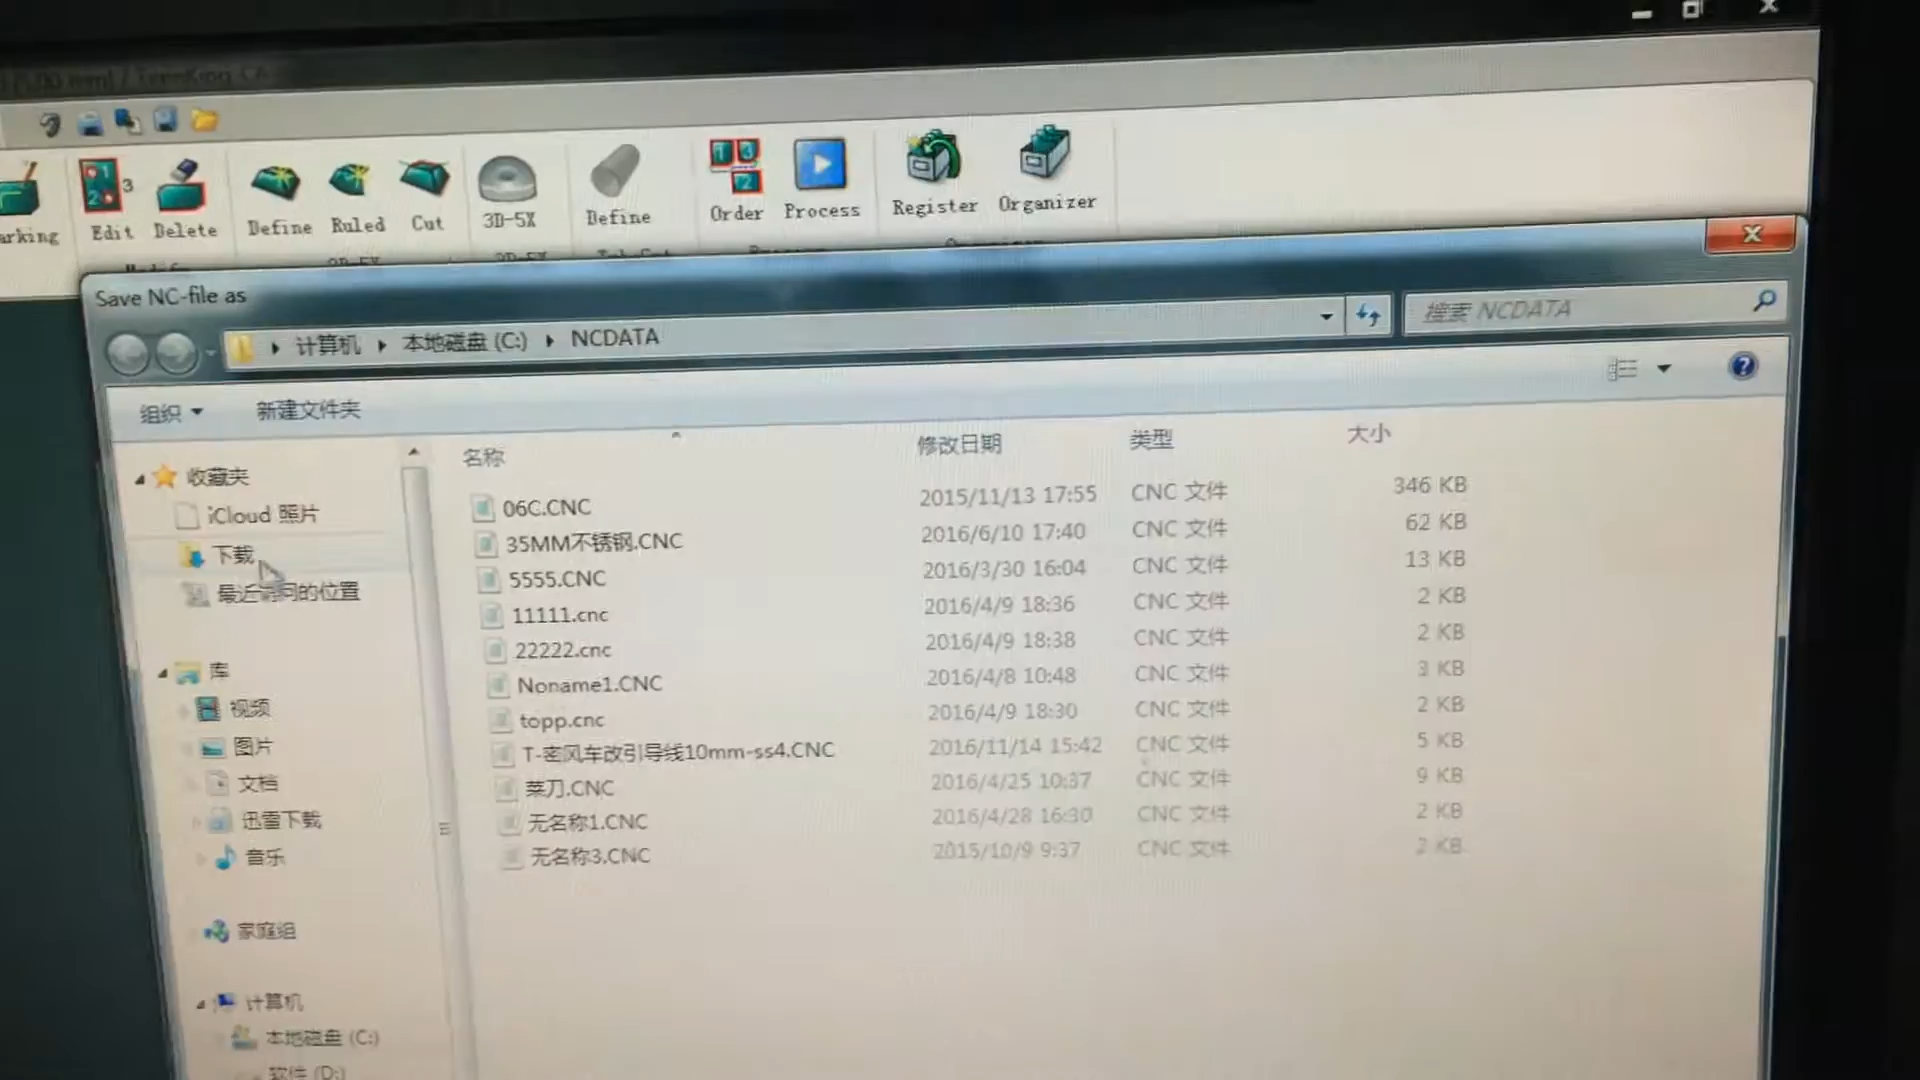 Edit
Delete
Define
Ruled
Cut
3D-5X
Define
Order
Process
Register
Organizer
Save NC-file as
计算机 本地磁盘 (C:) NCDATA
搜索 NCDATA
组织 新建文件夹
名称 修改日期 类型 大小
收藏夹
iCloud 照片
下载
最近访问的位置
库
视频
图片
文档
迅雷下载
音乐
家庭组
计算机
本地磁盘 (C:)
软件 (D:)
06C.CNC 2015/11/13 17:55 CNC 文件 346 KB
35MM不锈钢.CNC 2016/6/10 17:40 CNC 文件 62 KB
5555.CNC 2016/3/30 16:04 CNC 文件 13 KB
11111.cnc 2016/4/9 18:36 CNC 文件 2 KB
22222.cnc 2016/4/9 18:38 CNC 文件 2 KB
Noname1.CNC 2016/4/8 10:48 CNC 文件 3 KB
topp.cnc 2016/4/9 18:30 CNC 文件 2 KB
T-密风车改引导线10mm-ss4.CNC 2016/11/14 15:42 CNC 文件 5 KB
菜刀.CNC 2016/4/25 10:37 CNC 文件 9 KB
无名称1.CNC 2016/4/28 16:30 CNC 文件 2 KB
无名称3.CNC 2015/10/9 9:37 CNC 文件 2 KB